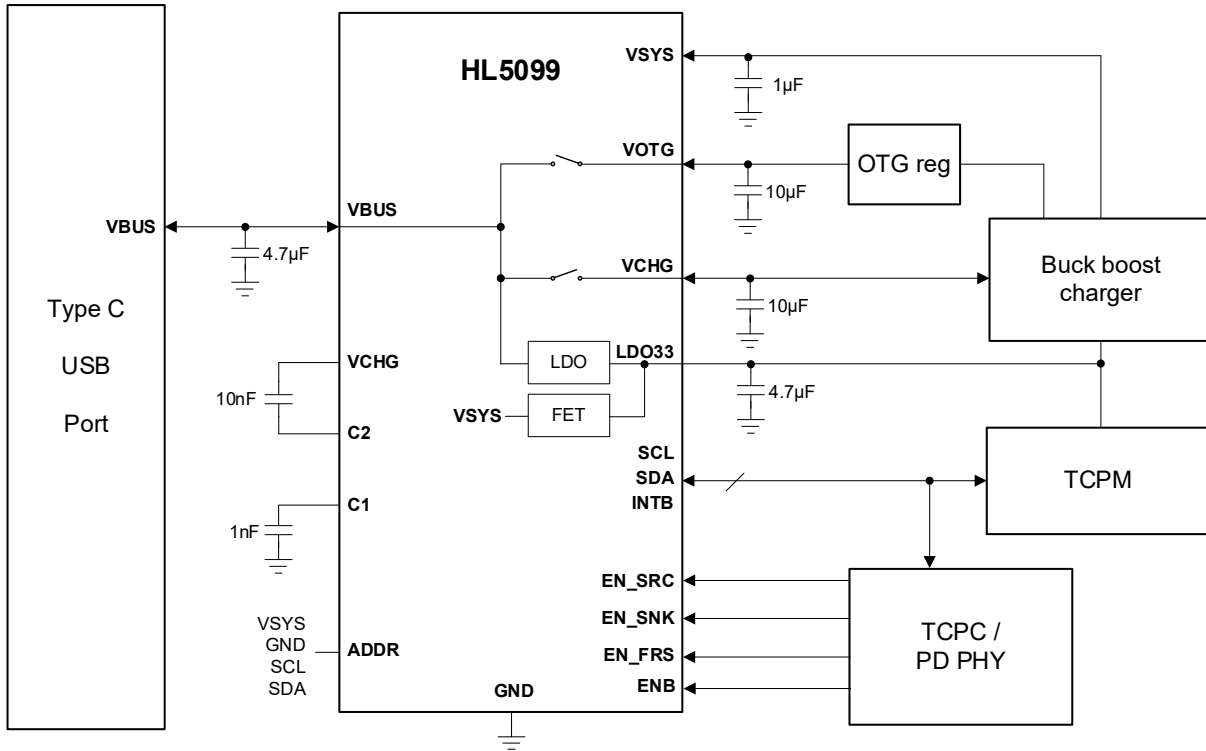 HL5099
VSYS
1µF
VOTG
OTG reg
10µF
VBUS
VBUS
4.7µF
VCHG
Buck boost
charger
10µF
Type C
USB
Port
VCHG
LDO
LDO33
10nF
4.7µF
VSYS
FET
C2
SCL
SDA
INTB
TCPM
C1
1nF
EN_SRC
EN_SNK
TCPC /
PD PHY
VSYS
GND
SCL
SDA
ADDR
EN_FRS
ENB
GND